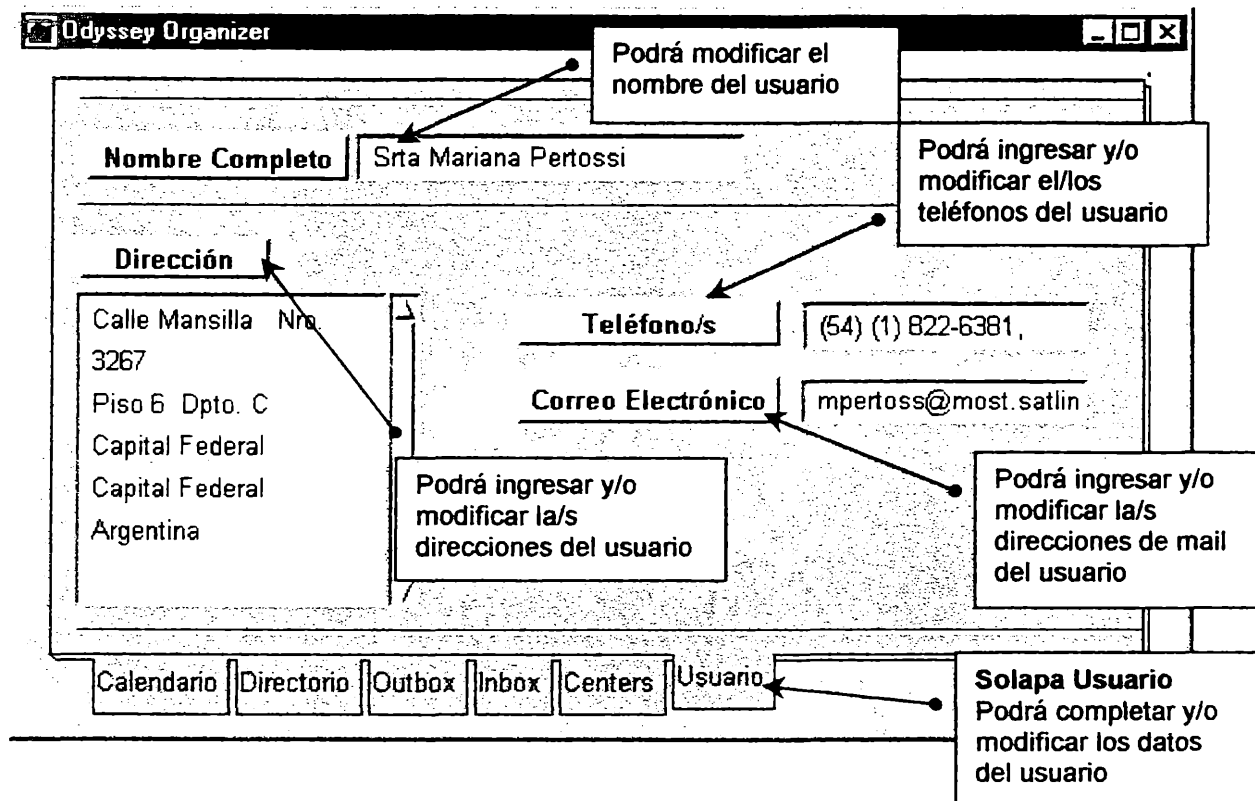 Odyssey Organizer
Podrá modificar el
nombre del usuario
Nombre Completo
Srta Mariana Pertossi
Podrá ingresar y/o
modificar el/los
teléfonos del usuario
Dirección
Calle Mansilla Nro.
3267
Piso 6 Dpto. C
Capital Federal
Capital Federal
Argentina
Teléfono/s
(54) (1) 822-6381,
Correo Electrónico
mpertoss@most.satlin
Podrá ingresar y/o
modificar la/s
direcciones del usuario
Podrá ingresar y/o
modificar la/s
direcciones de mail
del usuario
Calendario Directorio Outbox Inbox Centers Usuario
Solapa Usuario
Podrá completar y/o
modificar los datos
del usuario